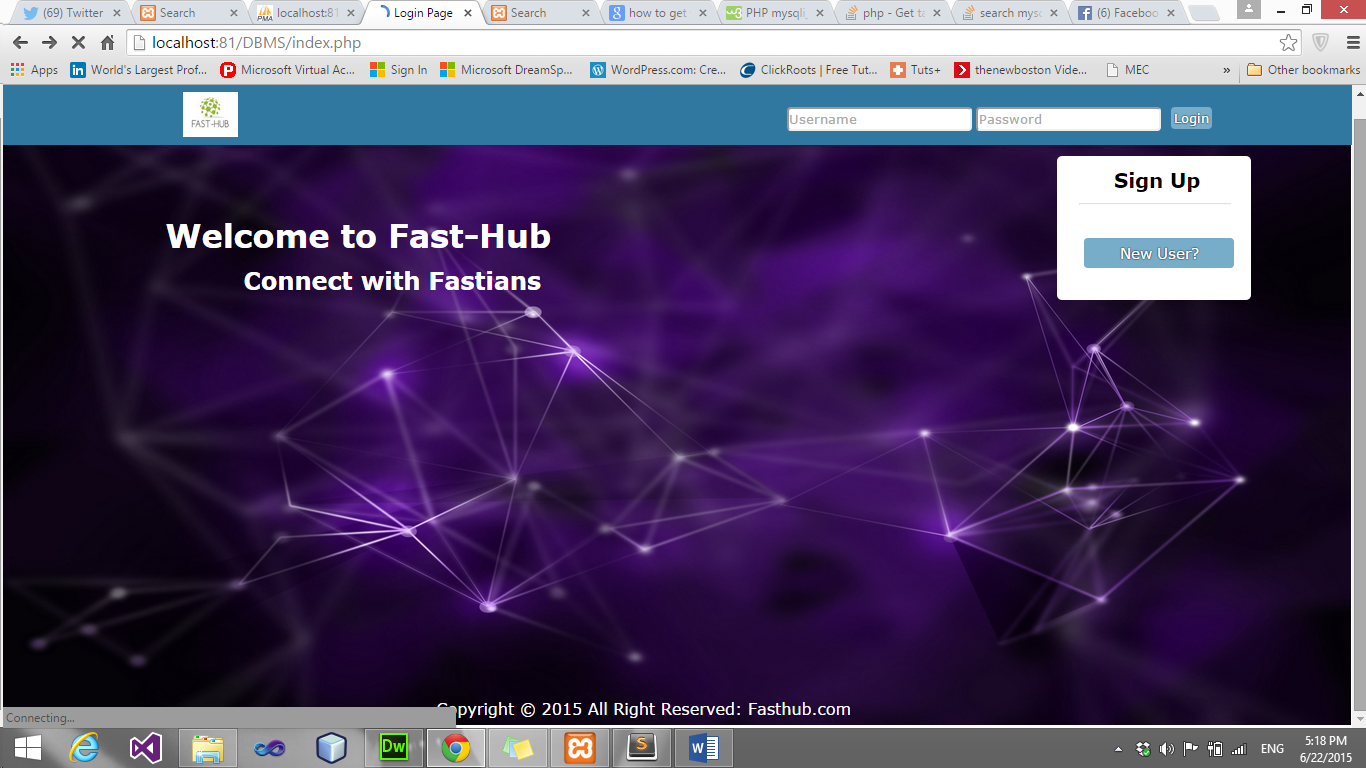 (69) Twitter
Search
localhost:81
Login Page
Search
how to get
PHP mysqli
php - Get ta
search mysc
(6) Faceboo
localhost:81/DBMS/index.php
Apps
World's Largest Prof...
Microsoft Virtual Ac...
Sign In
Microsoft DreamSp...
WordPress.com: Cre...
ClickRoots | Free Tut...
Tuts+
thenewboston Vide...
MEC
»
Other bookmarks
FAST-HUB
Username
Password
Login
Sign Up
New User?
Welcome to Fast-Hub
Connect with Fastians
Copyright © 2015 All Right Reserved: Fasthub.com
Connecting...
Dw
ENG
5:18 PM
6/22/2015